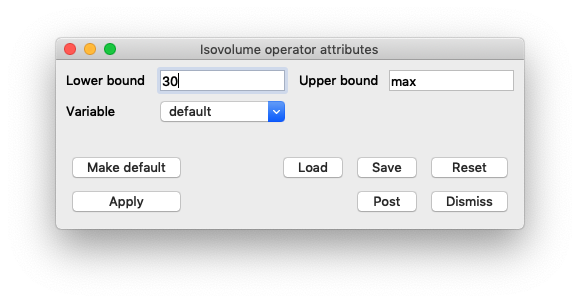 Isovolume operator attributes
Lower bound 30 Upper bound max
Variable default
Make default Load Save Reset
Apply Post Dismiss